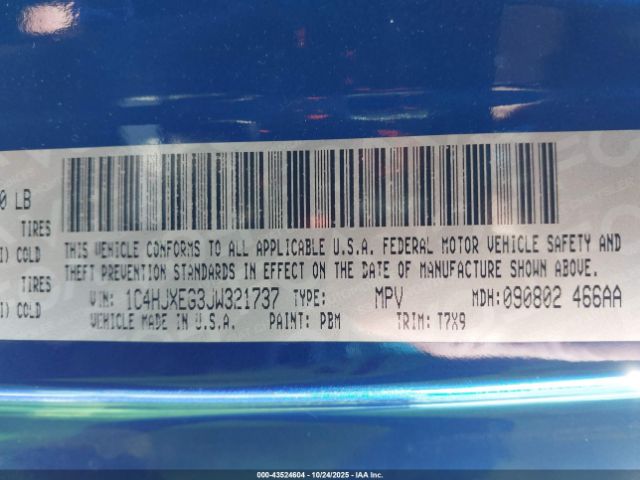 0 LB
TIRES
I) COLD
TIRES
I) COLD
THIS VEHICLE CONFORMS TO ALL APPLICABLE U.S.A. FEDERAL MOTOR VEHICLE SAFETY AND
THEFT PREVENTION STANDARDS IN EFFECT ON THE DATE OF MANUFACTURE SHOWN ABOVE.
VIN: 1C4HJXEG3JW321737 TYPE: MPV MDH: 090802 466AA
VEHICLE MADE IN U.S.A. PAINT: PBM TRIM: T7X9
000-43524604 - 10/24/2025 - IAA Inc.